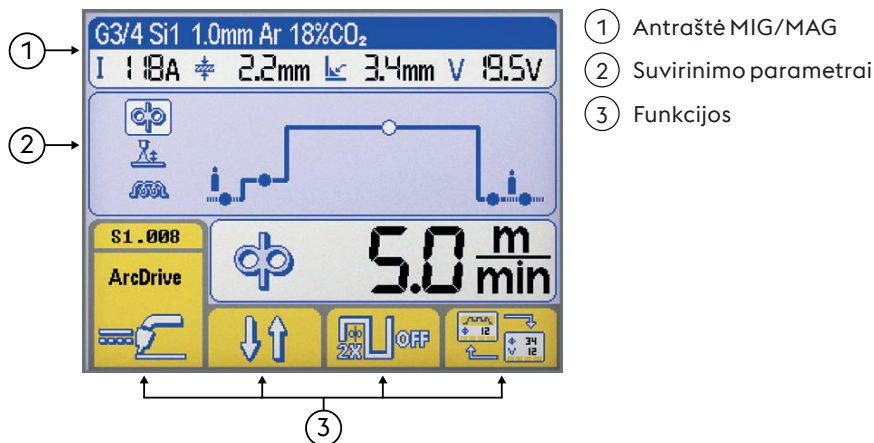 G3/4 Si1 1.0mm Ar 18%CO₂
I 118A 2.2mm 3.4mm V 19.5V
S1.008
ArcDrive
5.0 m/min
2X OFF
12
34
V 12
1
2
3
1 Antraštė MIG/MAG
2 Suvirinimo parametrai
3 Funkcijos